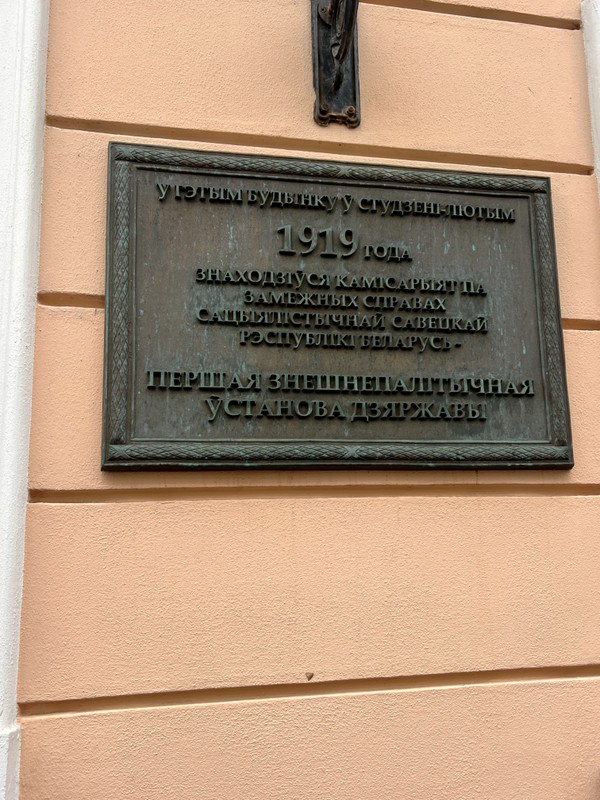 У ГЭТЫМ БУДЫНКУ Ў СТУДЗЕНІ-ЛЮТЫМ
1919 ГОДА
ЗНАХОДЗІЎСЯ КАМІСАРЫЯТ ПА
ЗАМЕЖНЫХ СПРАВАХ
САЦЫЯЛІСТЫЧНАЙ САВЕЦКАЙ
РЭСПУБЛІКІ БЕЛАРУСЬ -
ПЕРШАЯ ЗНЕШНЕПАЛІТЫЧНАЯ
ЎСТАНОВА ДЗЯРЖАВЫ